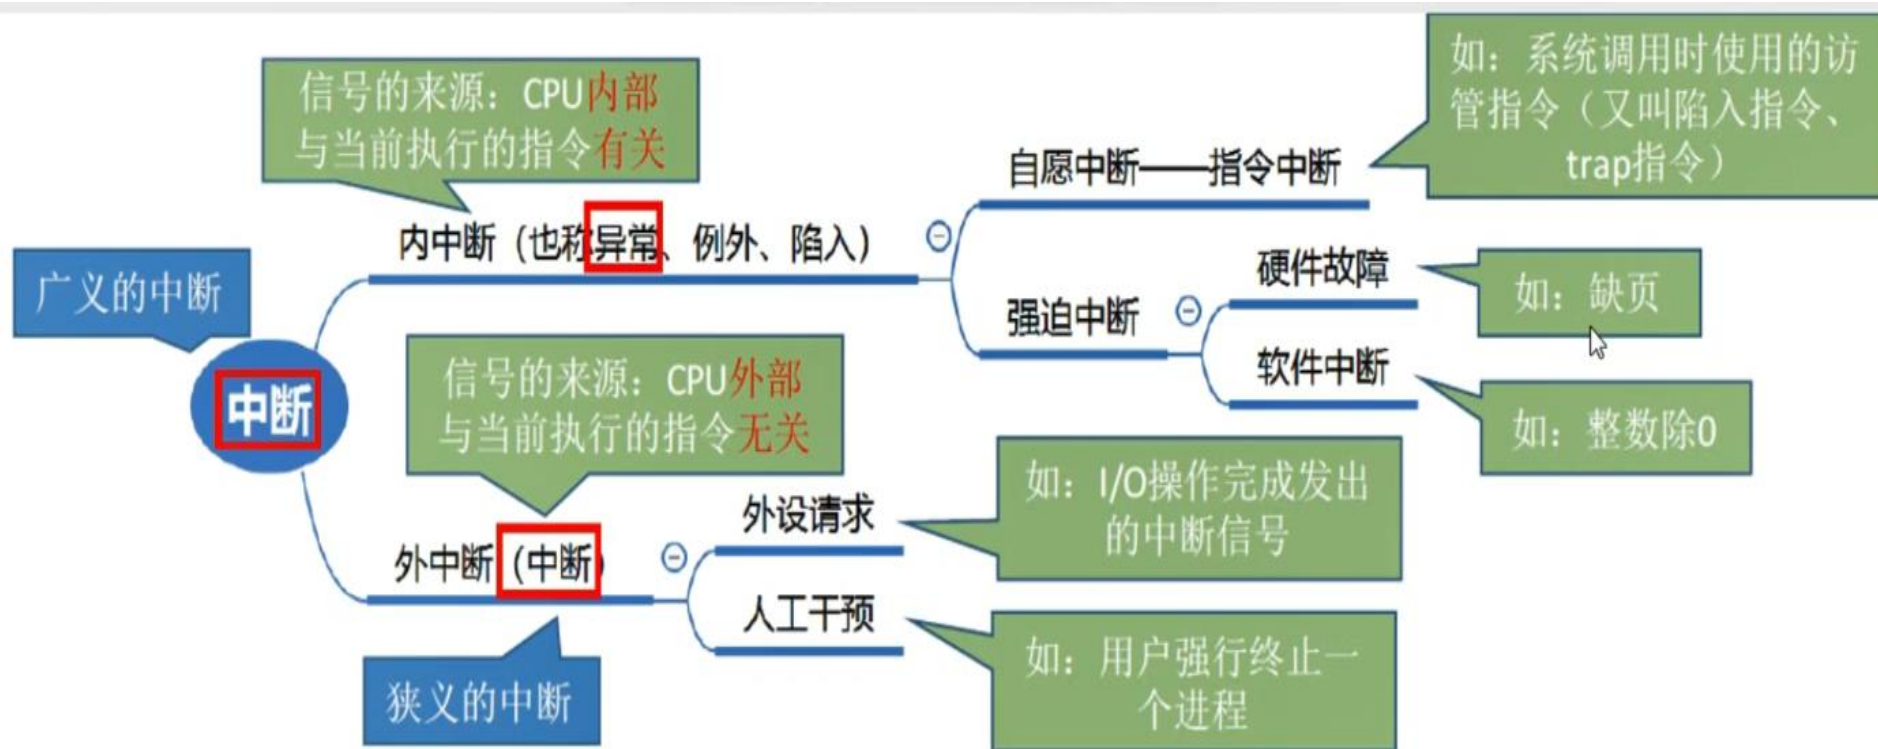 信号的来源：CPU内部
与当前执行的指令有关
如：系统调用时使用的访
管指令（又叫陷入指令、
trap指令）
自愿中断——指令中断
内中断（也称异常、例外、陷入）
广义的中断
硬件故障
如：缺页
强迫中断
软件中断
如：整数除0
中断
信号的来源：CPU外部
与当前执行的指令无关
外设请求
如：I/O操作完成发出
的中断信号
外中断（中断）
人工干预
如：用户强行终止一
个进程
狭义的中断